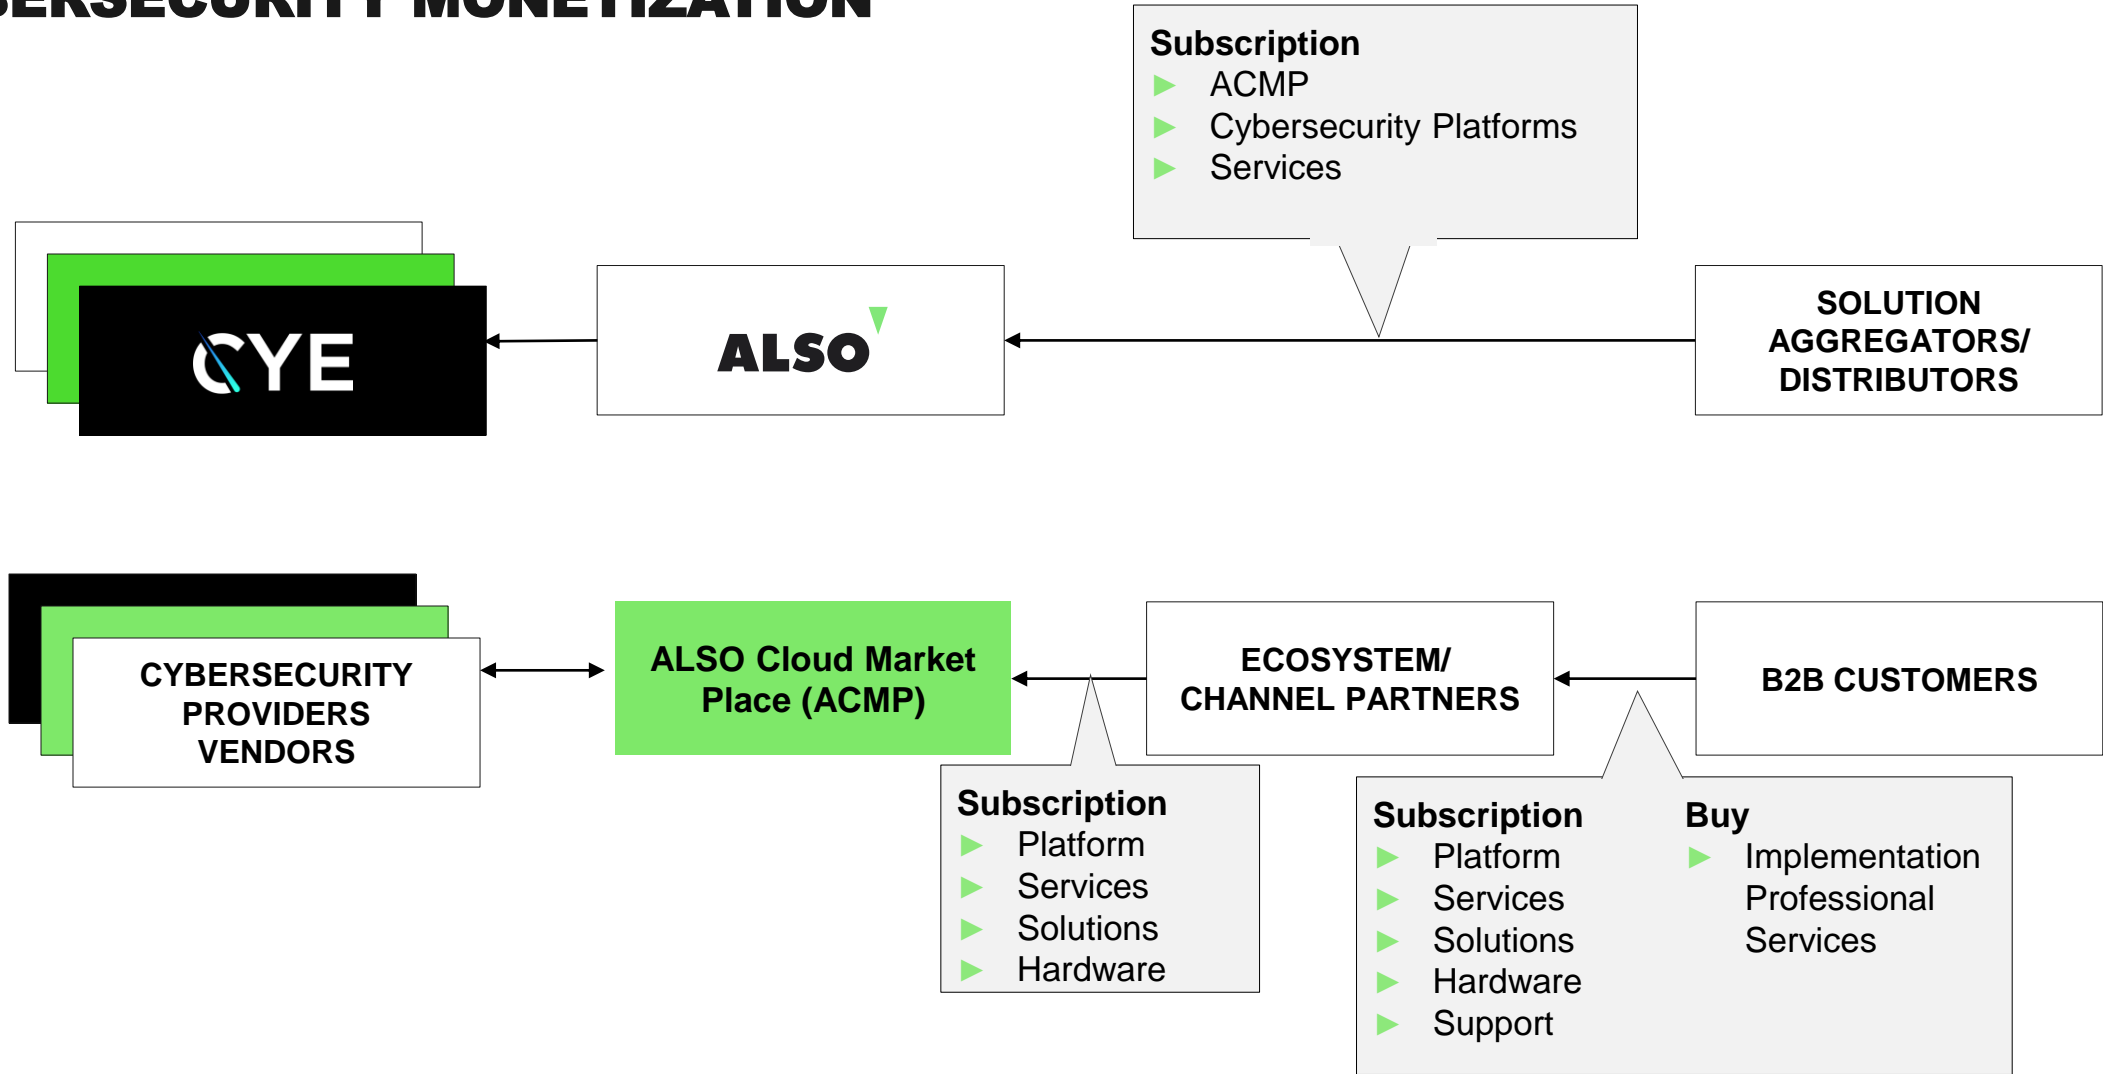 BERSECURITY MONETIZATION
Subscription
► ACMP
► Cybersecurity Platforms
► Services
CYE
ALSO
SOLUTION
AGGREGATORS/
DISTRIBUTORS
CYBERSECURITY
PROVIDERS
VENDORS
ALSO Cloud Market
Place (ACMP)
ECOSYSTEM/
CHANNEL PARTNERS
B2B CUSTOMERS
Subscription
► Platform
► Services
► Solutions
► Hardware
Subscription
► Platform
► Services
► Solutions
► Hardware
► Support
Buy
► Implementation
Professional
Services